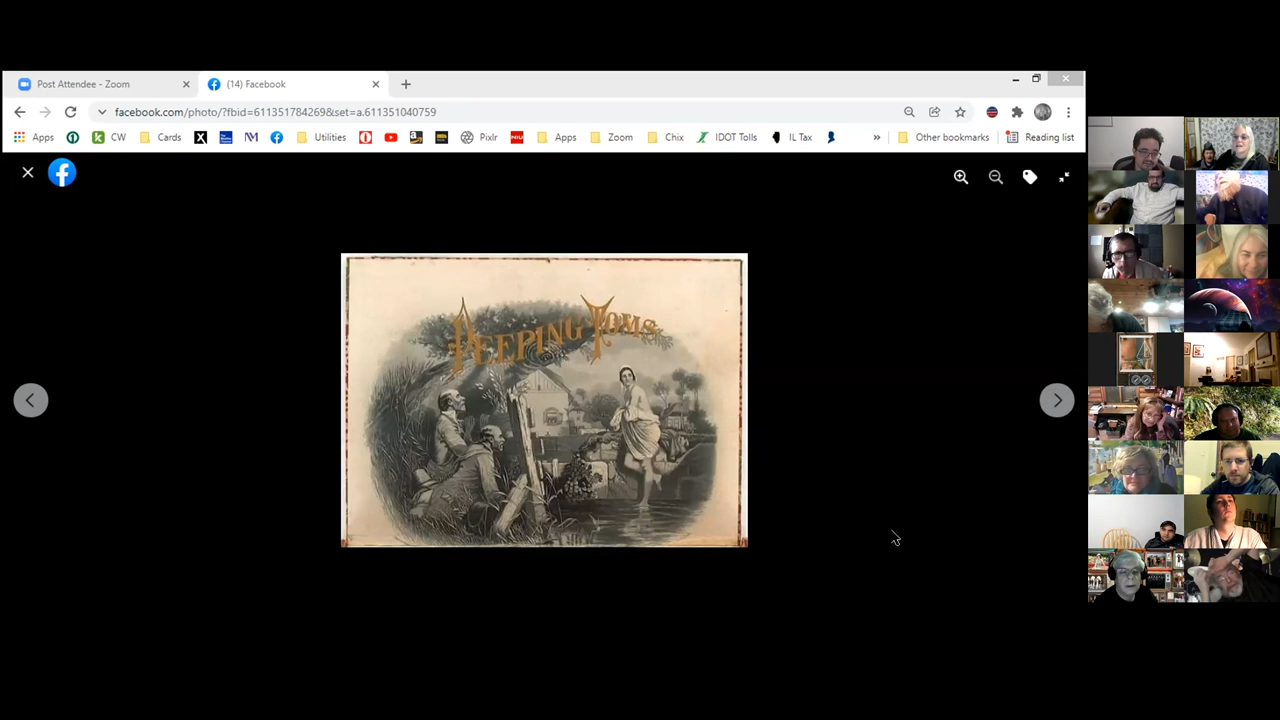 Post Attendee - Zoom
(14) Facebook
facebook.com/photo/?fbid=611351784269&set=a.611351040759
Apps CW Cards Utilities Pixlr NIU Apps Zoom Chix IDOT Tolls IL Tax » Other bookmarks Reading list
PEEPING TOMS